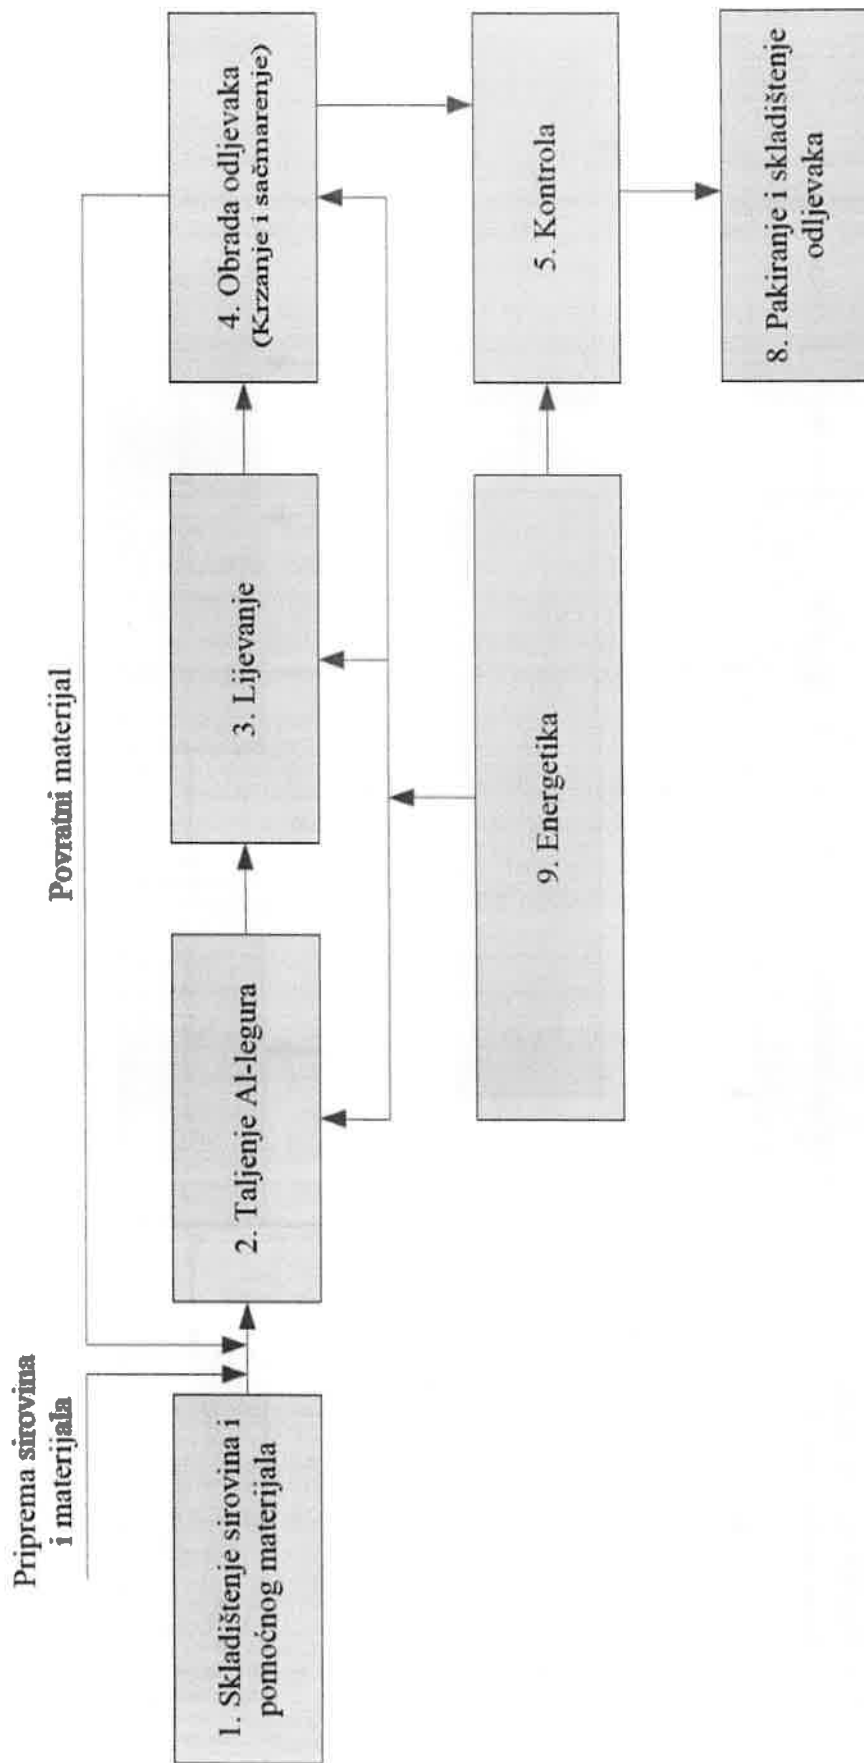 Priprema sirovina
i materijala
Povratni materijal
1. Skladištenje sirovina i
pomoćnog materijala
2. Taljenje Al-legura
3. Lijevanje
4. Obrada odljevaka
(Krzanje i sačmarenje)
9. Energetika
5. Kontrola
8. Pakiranje i skladištenje
odljevaka